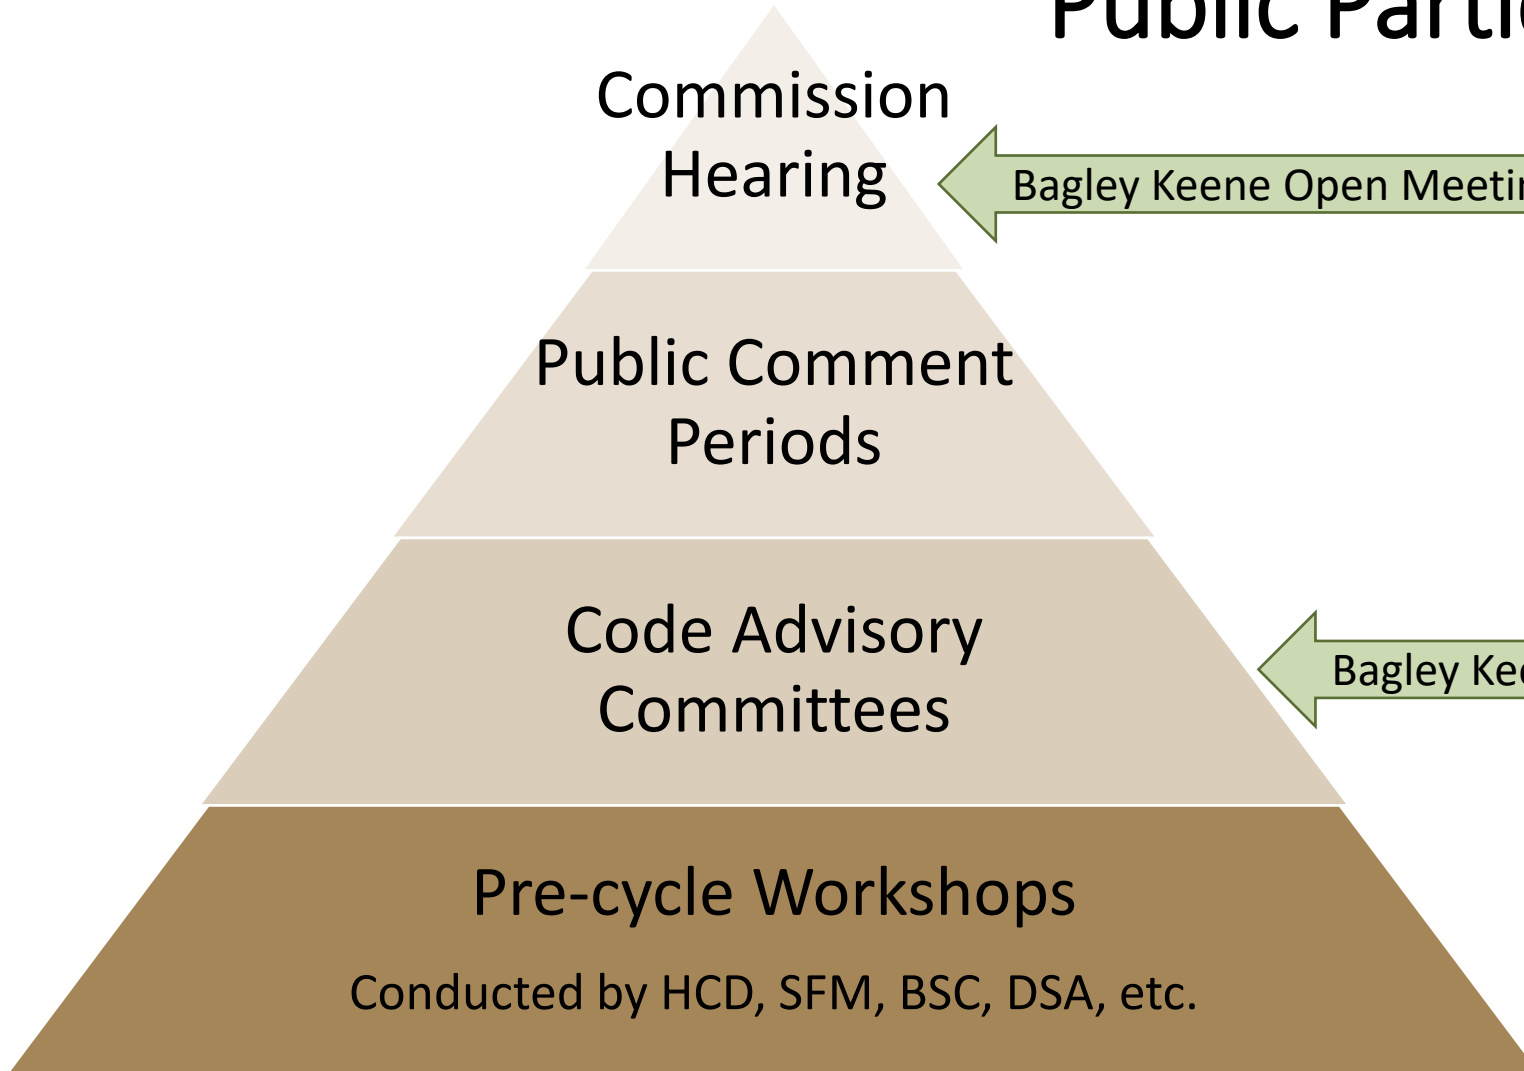 Public
Commission
Hearing
Bagley Keene Open
Public Comment
Periods
Code Advisory
Committees
Bagley
Pre-cycle Workshops
Conducted by HCD, SFM, BSC, DSA, etc.